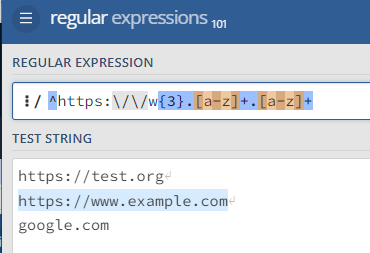 regular expressions 101
REGULAR EXPRESSION
/ ^https:\/\/w{3}.[a-z]+.[a-z]+
TEST STRING
https://test.org
https://www.example.com
google.com